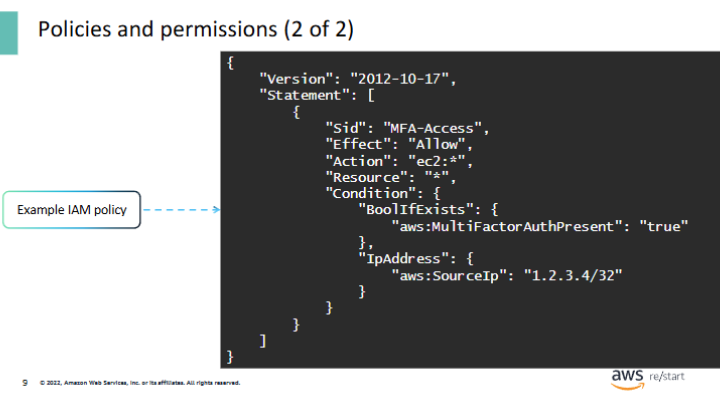 Policies and permissions (2 of 2)
{
    "Version": "2012-10-17",
    "Statement": [
        {
            "Sid": "MFA-Access",
            "Effect": "Allow",
            "Action": "ec2:*",
            "Resource": "*",
            "Condition": {
                "BoolIfExists": {
                    "aws:MultiFactorAuthPresent": "true"
                },
                "IpAddress": {
                    "aws:SourceIp": "1.2.3.4/32"
                }
            }
        }
    ]
}
Example IAM policy
9 © 2022, Amazon Web Services, Inc. or its affiliates. All rights reserved.
aws re/start